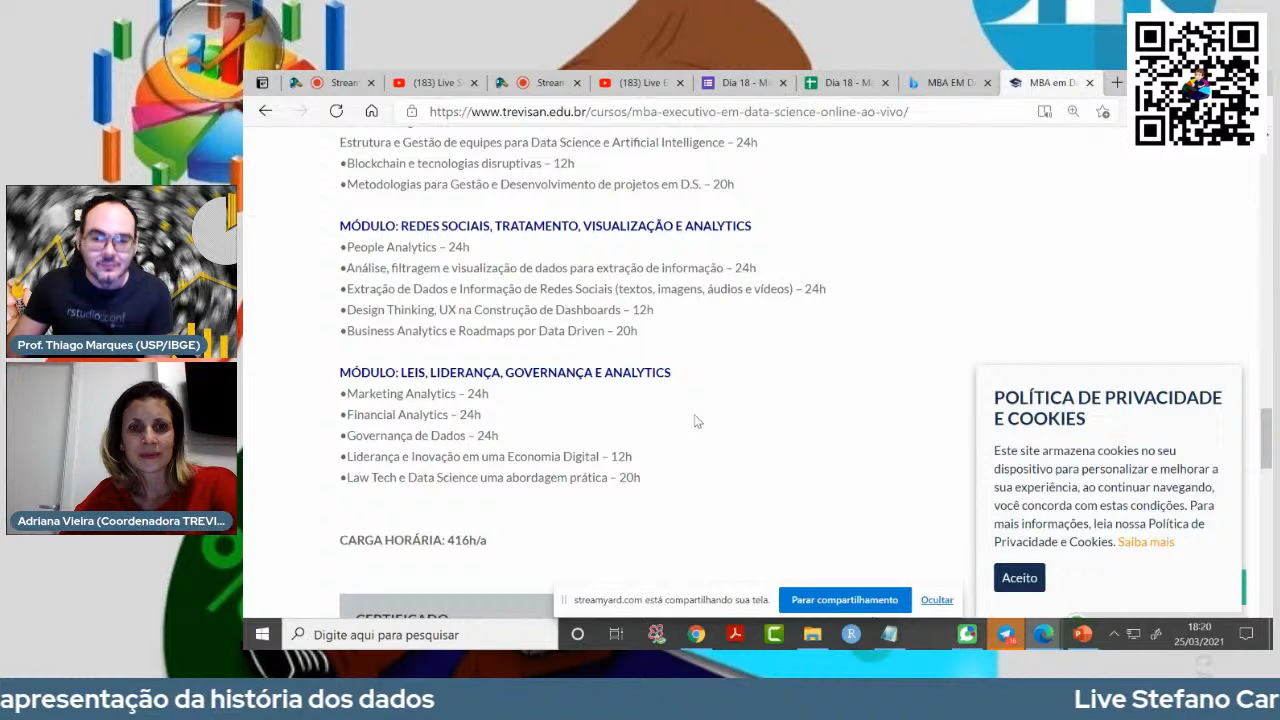 Stream
(183) Live S
Stream
(183) Live E
Dia 18 - M
Dia 18 - M
MBA EM D
MBA em D
https://www.trevisan.edu.br/cursos/mba-executivo-em-data-science-online-ao-vivo/
Estrutura e Gestão de equipes para Data Science e Artificial Intelligence – 24h
•Blockchain e tecnologias disruptivas – 12h
•Metodologias para Gestão e Desenvolvimento de projetos em D.S. – 20h
MÓDULO: REDES SOCIAIS, TRATAMENTO, VISUALIZAÇÃO E ANALYTICS
•People Analytics – 24h
•Análise, filtragem e visualização de dados para extração de informação – 24h
•Extração de Dados e Informação de Redes Sociais (textos, imagens, áudios e vídeos) – 24h
•Design Thinking, UX na Construção de Dashboards – 12h
•Business Analytics e Roadmaps por Data Driven – 20h
MÓDULO: LEIS, LIDERANÇA, GOVERNANÇA E ANALYTICS
•Marketing Analytics – 24h
•Financial Analytics – 24h
•Governança de Dados – 24h
•Liderança e Inovação em uma Economia Digital – 12h
•Law Tech e Data Science uma abordagem prática – 20h
CARGA HORÁRIA: 416h/a
CERTIFICADO
POLÍTICA DE PRIVACIDADE
E COOKIES
Este site armazena cookies no seu
dispositivo para personalizar e melhorar a
sua experiência, ao continuar navegando,
você concorda com estas condições. Para
mais informações, leia nossa Política de
Privacidade e Cookies. Saiba mais
Aceito
streamyard.com está compartilhando sua tela.
Parar compartilhamento
Ocultar
Digite aqui para pesquisar
18:20
25/03/2021
rstudio::conf
Prof. Thiago Marques (USP/IBGE)
Adriana Vieira (Coordenadora TREVI...
apresentação da história dos dados
Live Stefano Car